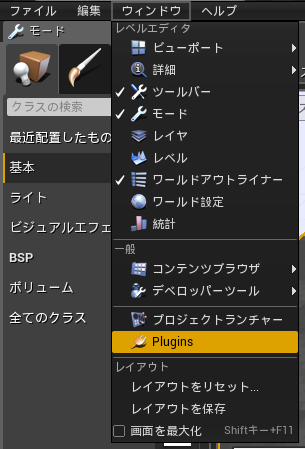 ファイル 編集 ウィンドウ ヘルプ
モード
クラスの検索
最近配置したもの
基本
ライト
ビジュアルエフェ
BSP
ボリューム
全てのクラス
レベルエディタ
ビューポート
詳細
ツールバー
モード
レイヤ
レベル
ワールドアウトライナー
ワールド設定
統計
一般
コンテンツブラウザ
デベロッパーツール
プロジェクトランチャー
Plugins
レイアウト
レイアウトをリセット...
レイアウトを保存
画面を最大化 Shiftキー+F11